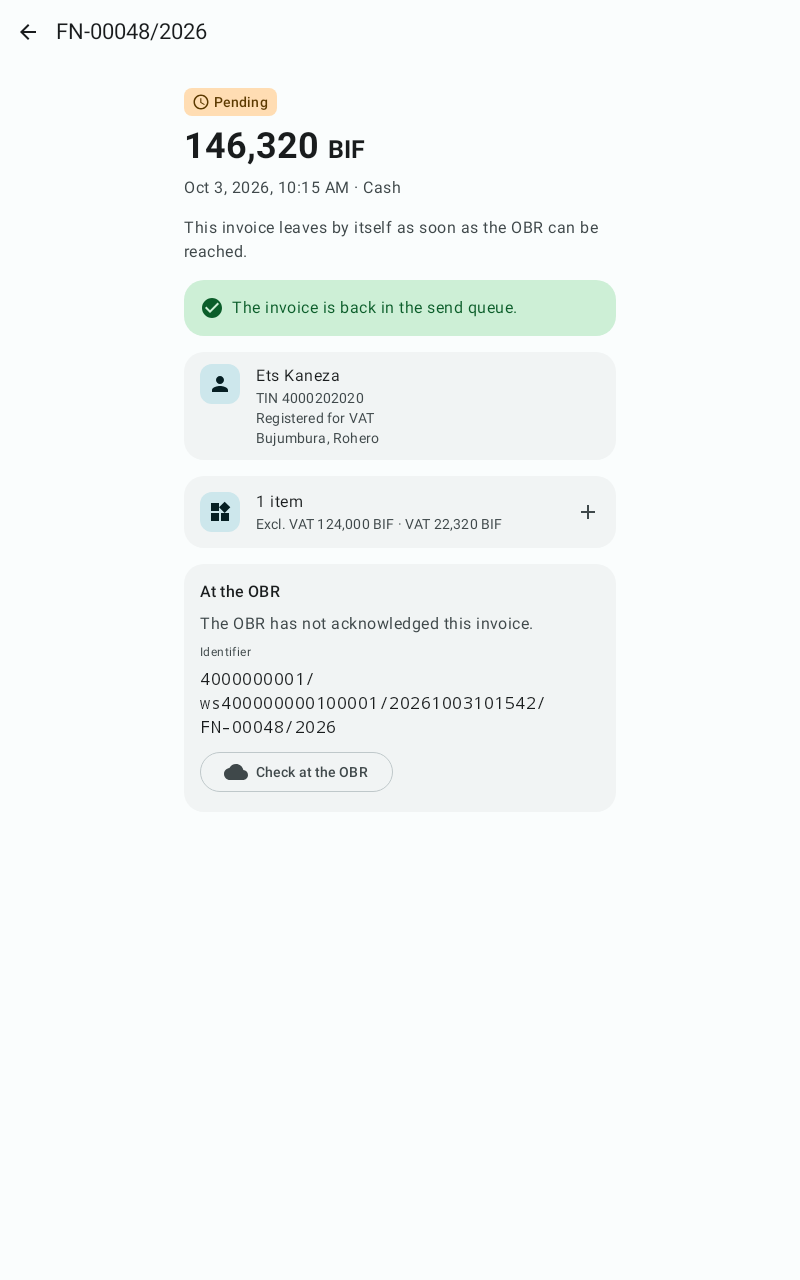 FN-00048/2026
Pending
146,320 BIF
Oct 3, 2026, 10:15 AM · Cash
This invoice leaves by itself as soon as the OBR can be
reached.
The invoice is back in the send queue.
Ets Kaneza
TIN 4000202020
Registered for VAT
Bujumbura, Rohero
1 item
Excl. VAT 124,000 BIF · VAT 22,320 BIF
At the OBR
The OBR has not acknowledged this invoice.
Identifier
4000000001/
ws400000000100001/20261003101542/
FN-00048/2026
Check at the OBR